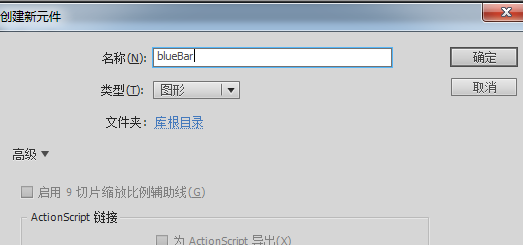 创建新元件
名称(N): blueBar 确定
类型(T): 图形 取消
文件夹: 库根目录
高级
启用 9 切片缩放比例辅助线(G)
ActionScript 链接
为 ActionScript 导出(X)